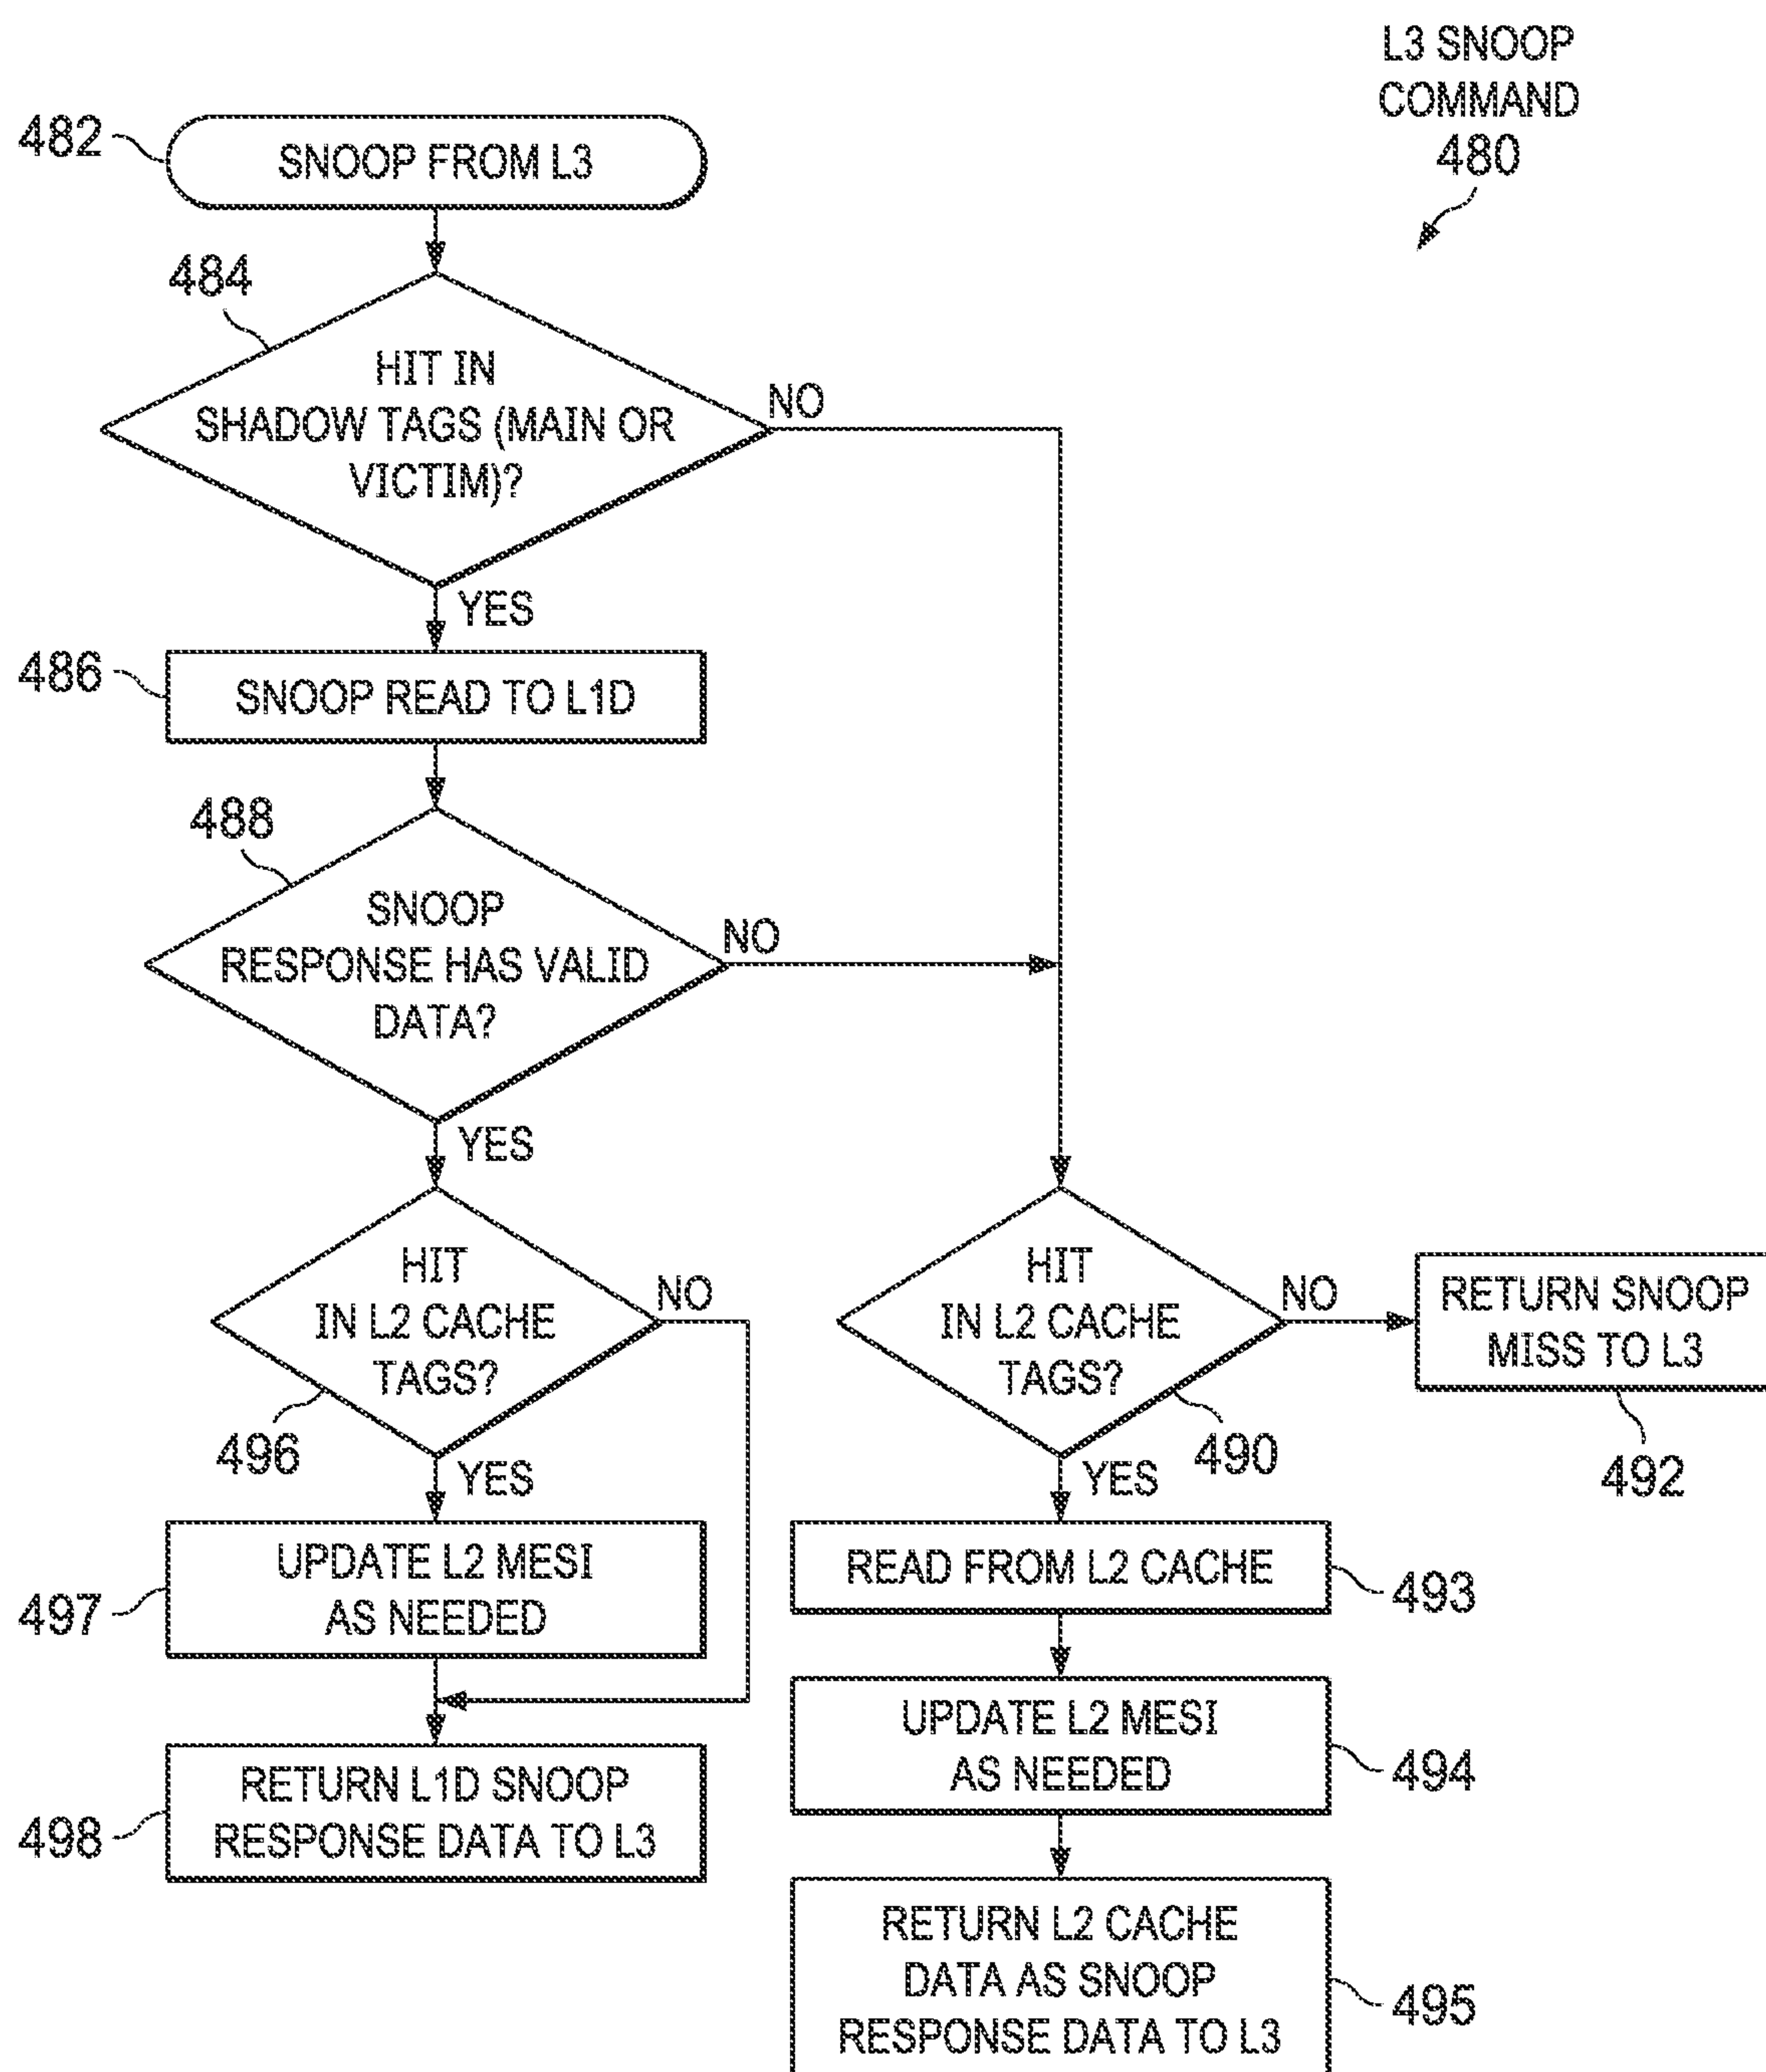 L3 SNOOP
COMMAND
480
482
SNOOP FROM L3
484
HIT IN
SHADOW TAGS (MAIN OR
VICTIM)?
NO
YES
486
SNOOP READ TO L1D
488
SNOOP
RESPONSE HAS VALID
DATA?
NO
YES
HIT
IN L2 CACHE
TAGS?
NO
496
YES
HIT
IN L2 CACHE
TAGS?
NO
490
YES
RETURN SNOOP
MISS TO L3
492
UPDATE L2 MESI
AS NEEDED
497
READ FROM L2 CACHE
493
UPDATE L2 MESI
AS NEEDED
494
RETURN L1D SNOOP
RESPONSE DATA TO L3
498
RETURN L2 CACHE
DATA AS SNOOP
RESPONSE DATA TO L3
495